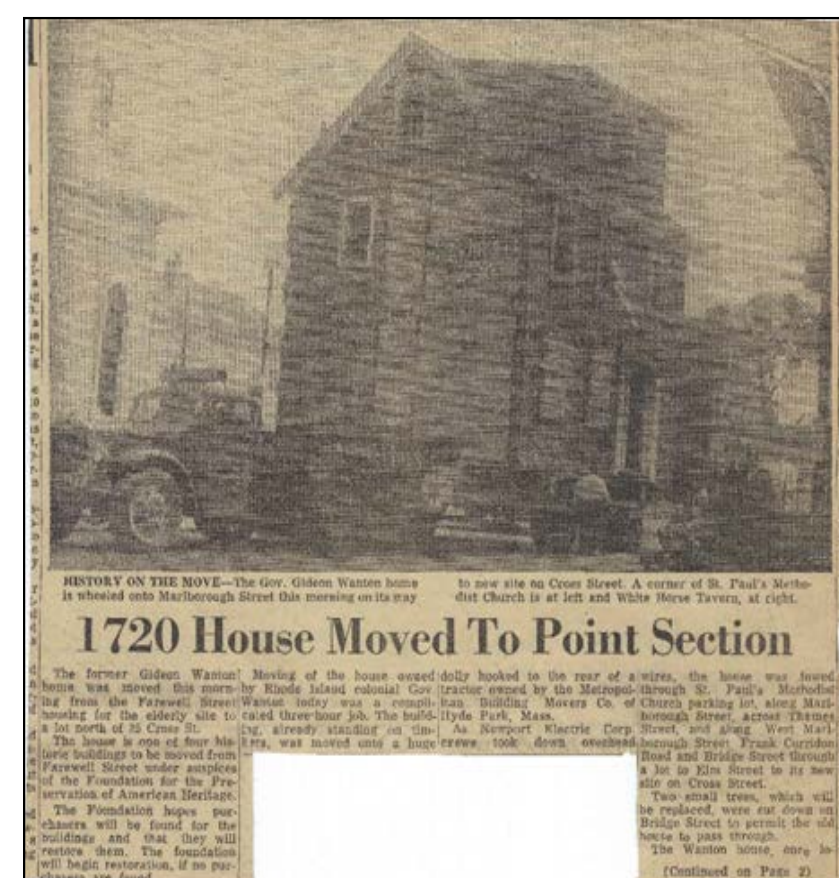 HISTORY ON THE MOVE—The Gov. Gideon Wanton home
is wheeled onto Marlborough Street this morning on its way
to new site on Cross Street. A corner of St. Paul's Metho-
dist Church is at left and White Horse Tavern, at right.
1720 House Moved To Point Section
The former Gideon Wanton
home was moved this morn-
ing from the Farewell Street
housing for the elderly site to
a lot north of 25 Cross St.
The house is one of four his-
toric buildings to be moved from
Farewell Street under auspices
of the Foundation for the Pre-
servation of American Heritage.
The Foundation hopes pur-
chasers will be found for the
buildings and that they will
restore them. The foundation
will begin restoration, if no pur-
chasers are found.
Moving of the house owned
by Rhode Island colonial Gov.
Wanton today was a compli-
cated three-hour job. The build-
ing, already standing on tim-
bers, was moved onto a huge
dolly hooked to the rear of a
tractor owned by the Metropol-
itan Building Movers Co. of
Hyde Park, Mass.
As Newport Electric Corp.
crews took down overhead
wires, the house was towed
through St. Paul's Methodist
Church parking lot, along Marl-
borough Street, across Thames
Street, and along West Marl-
borough Street Frank Corridon
Road and Bridge Street through
a lot to Elm Street to its new
site on Cross Street.
Two small trees, which will
be replaced, were cut down on
Bridge Street to permit the old
house to pass through.
The Wanton house, once lo-
(Continued on Page 2)